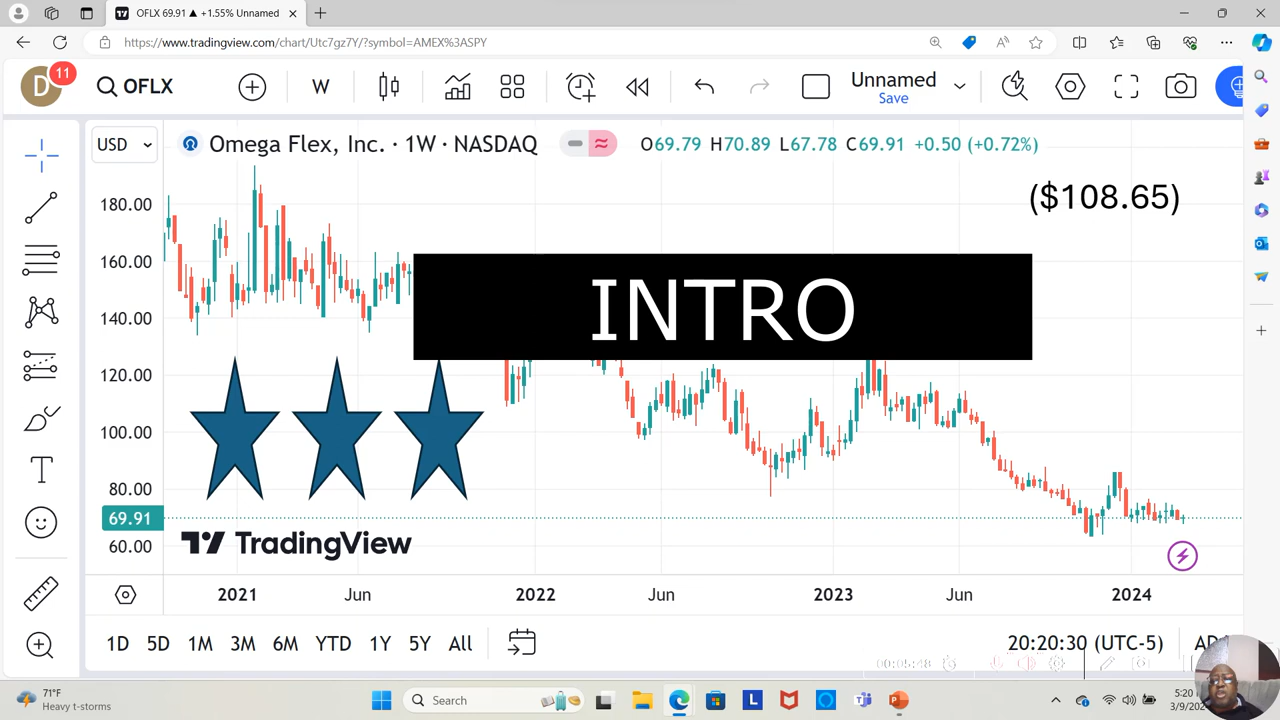 OFLX 69.91 ▲ +1.55% Unnamed
https://www.tradingview.com/chart/Utc7gz7Y/?symbol=AMEX%3ASPY
D 11 OFLX W Unnamed
Save
USD Omega Flex, Inc. · 1W · NASDAQ O69.79 H70.89 L67.78 C69.91 +0.50 (+0.72%)
($108.65)
180.00
160.00
INTRO
140.00
120.00
100.00
80.00
69.91
TradingView
60.00
2021 Jun 2022 Jun 2023 Jun 2024
1D 5D 1M 3M 6M YTD 1Y 5Y All 20:20:30 (UTC-5)
00:05:48
71°F
Heavy t-storms
Search
5:20